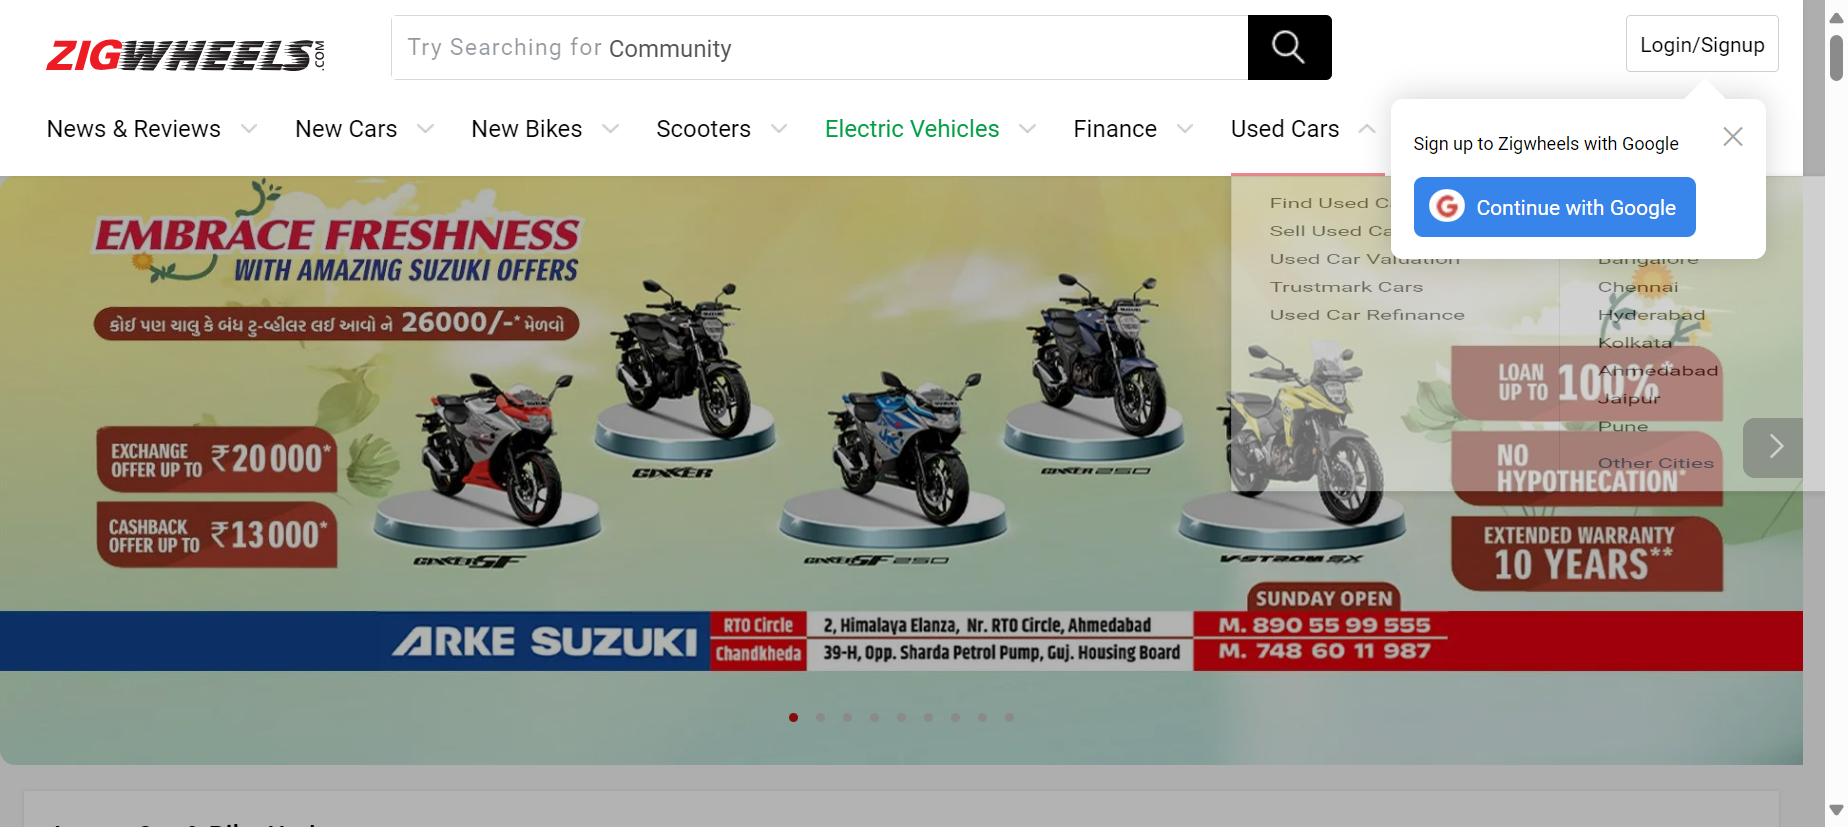 ZIGWHEELS.COM
Try Searching for Community
Login/Signup
News & Reviews
New Cars
New Bikes
Scooters
Electric Vehicles
Finance
Used Cars
Sign up to Zigwheels with Google
Continue with Google
Find Used C
Sell Used Ca
Used Car Valuation
Trustmark Cars
Used Car Refinance
Bangalore
Chennai
Hyderabad
Kolkata
Ahmedabad
Jaipur
Pune
Other Cities
EMBRACE FRESHNESS
WITH AMAZING SUZUKI OFFERS
કોઈ પણ ચાલુ કે બંધ ટુ-વ્હીલર લઈ આવો ને 26000/-* મેળવો
EXCHANGE
OFFER UP TO ₹20000*
CASHBACK
OFFER UP TO ₹13000*
GIXXER SF
GIXXER
GIXXER SF 250
GIXXER 250
V-STROM SX
LOAN
UP TO 100%*
NO
HYPOTHECATION*
EXTENDED WARRANTY
10 YEARS**
SUNDAY OPEN
ARKE SUZUKI
RTO Circle
2, Himalaya Elanza, Nr. RTO Circle, Ahmedabad
M. 890 55 99 555
Chandkheda
39-H, Opp. Sharda Petrol Pump, Guj. Housing Board
M. 748 60 11 987